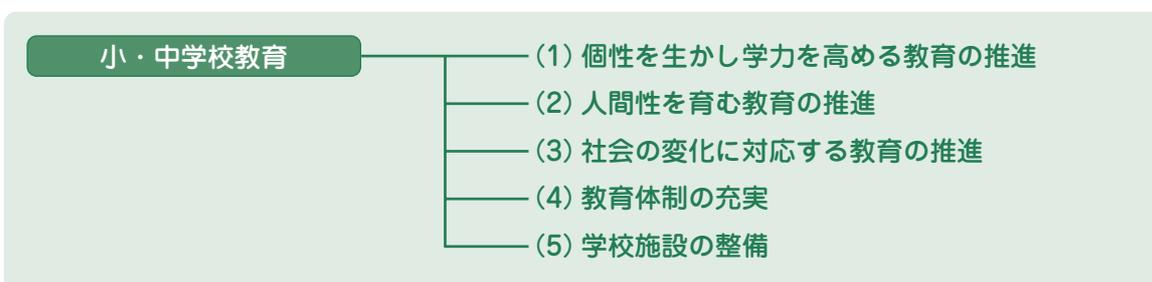 小・中学校教育
（1）個性を生かし学力を高める教育の推進
（2）人間性を育む教育の推進
（3）社会の変化に対応する教育の推進
（4）教育体制の充実
（5）学校施設の整備